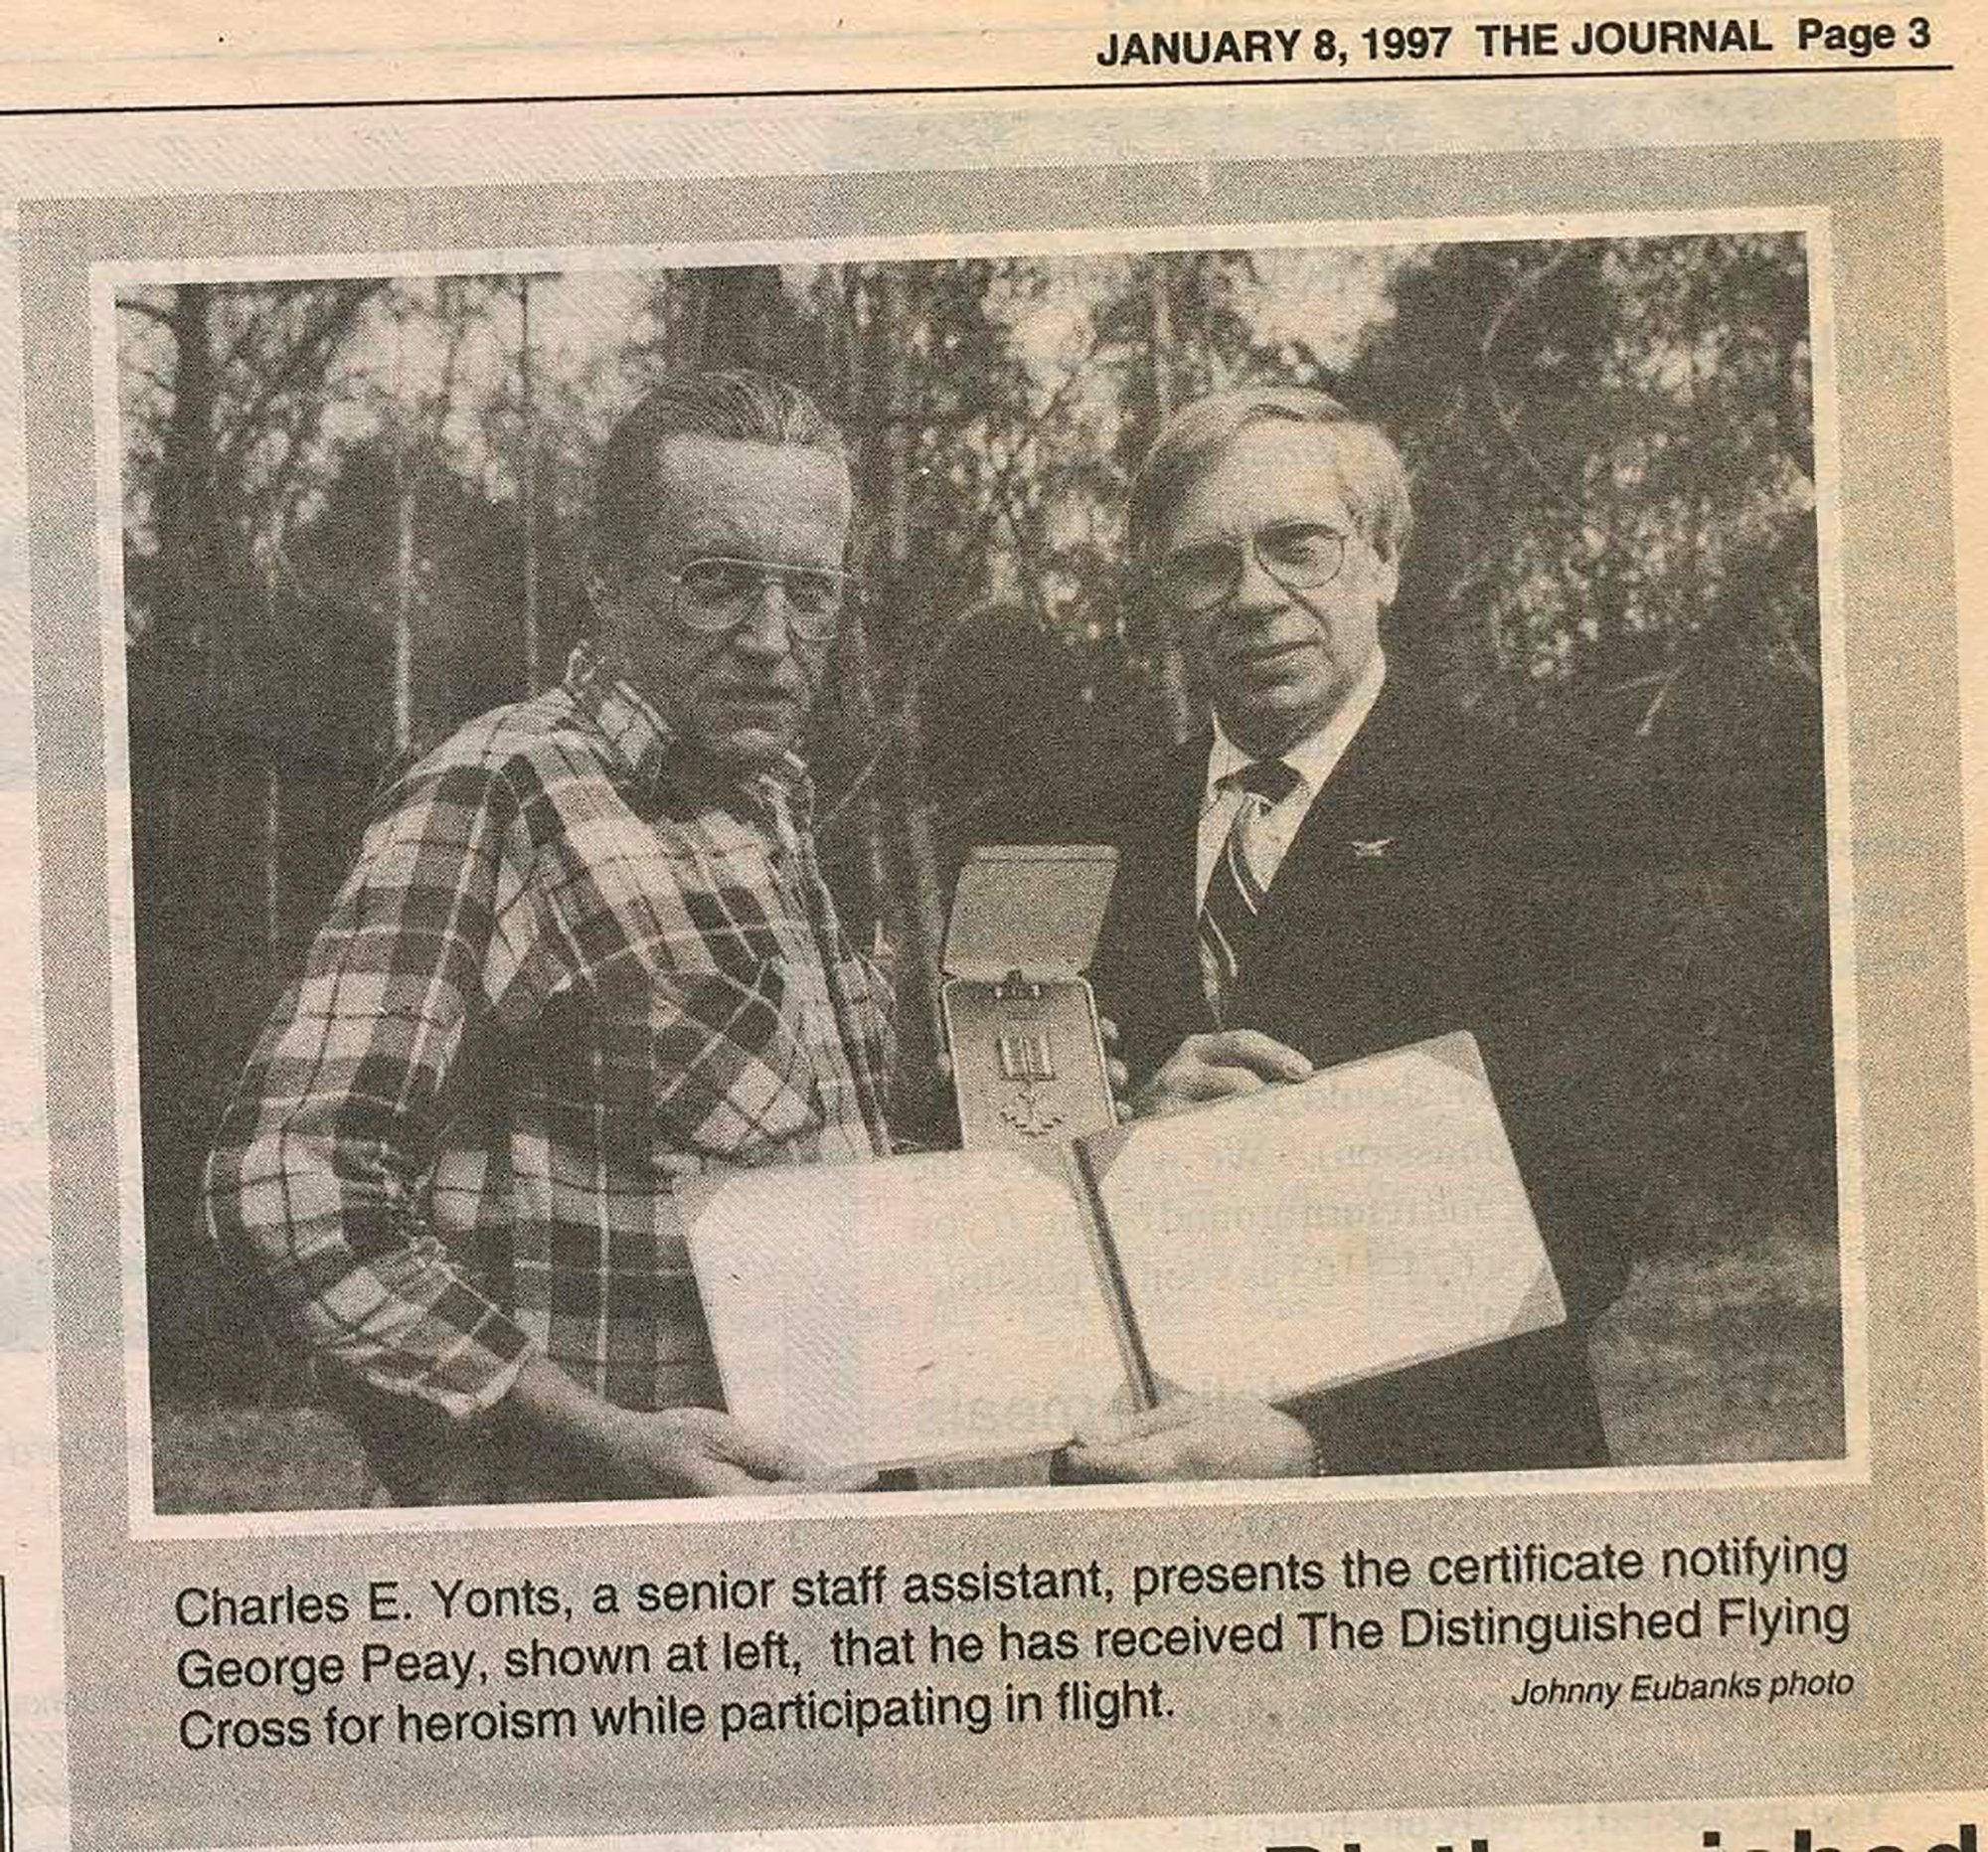 JANUARY 8, 1997 THE JOURNAL Page 3
Charles E. Yonts, a senior staff assistant, presents the certificate notifying
George Peay, shown at left, that he has received The Distinguished Flying
Cross for heroism while participating in flight.
Johnny Eubanks photo